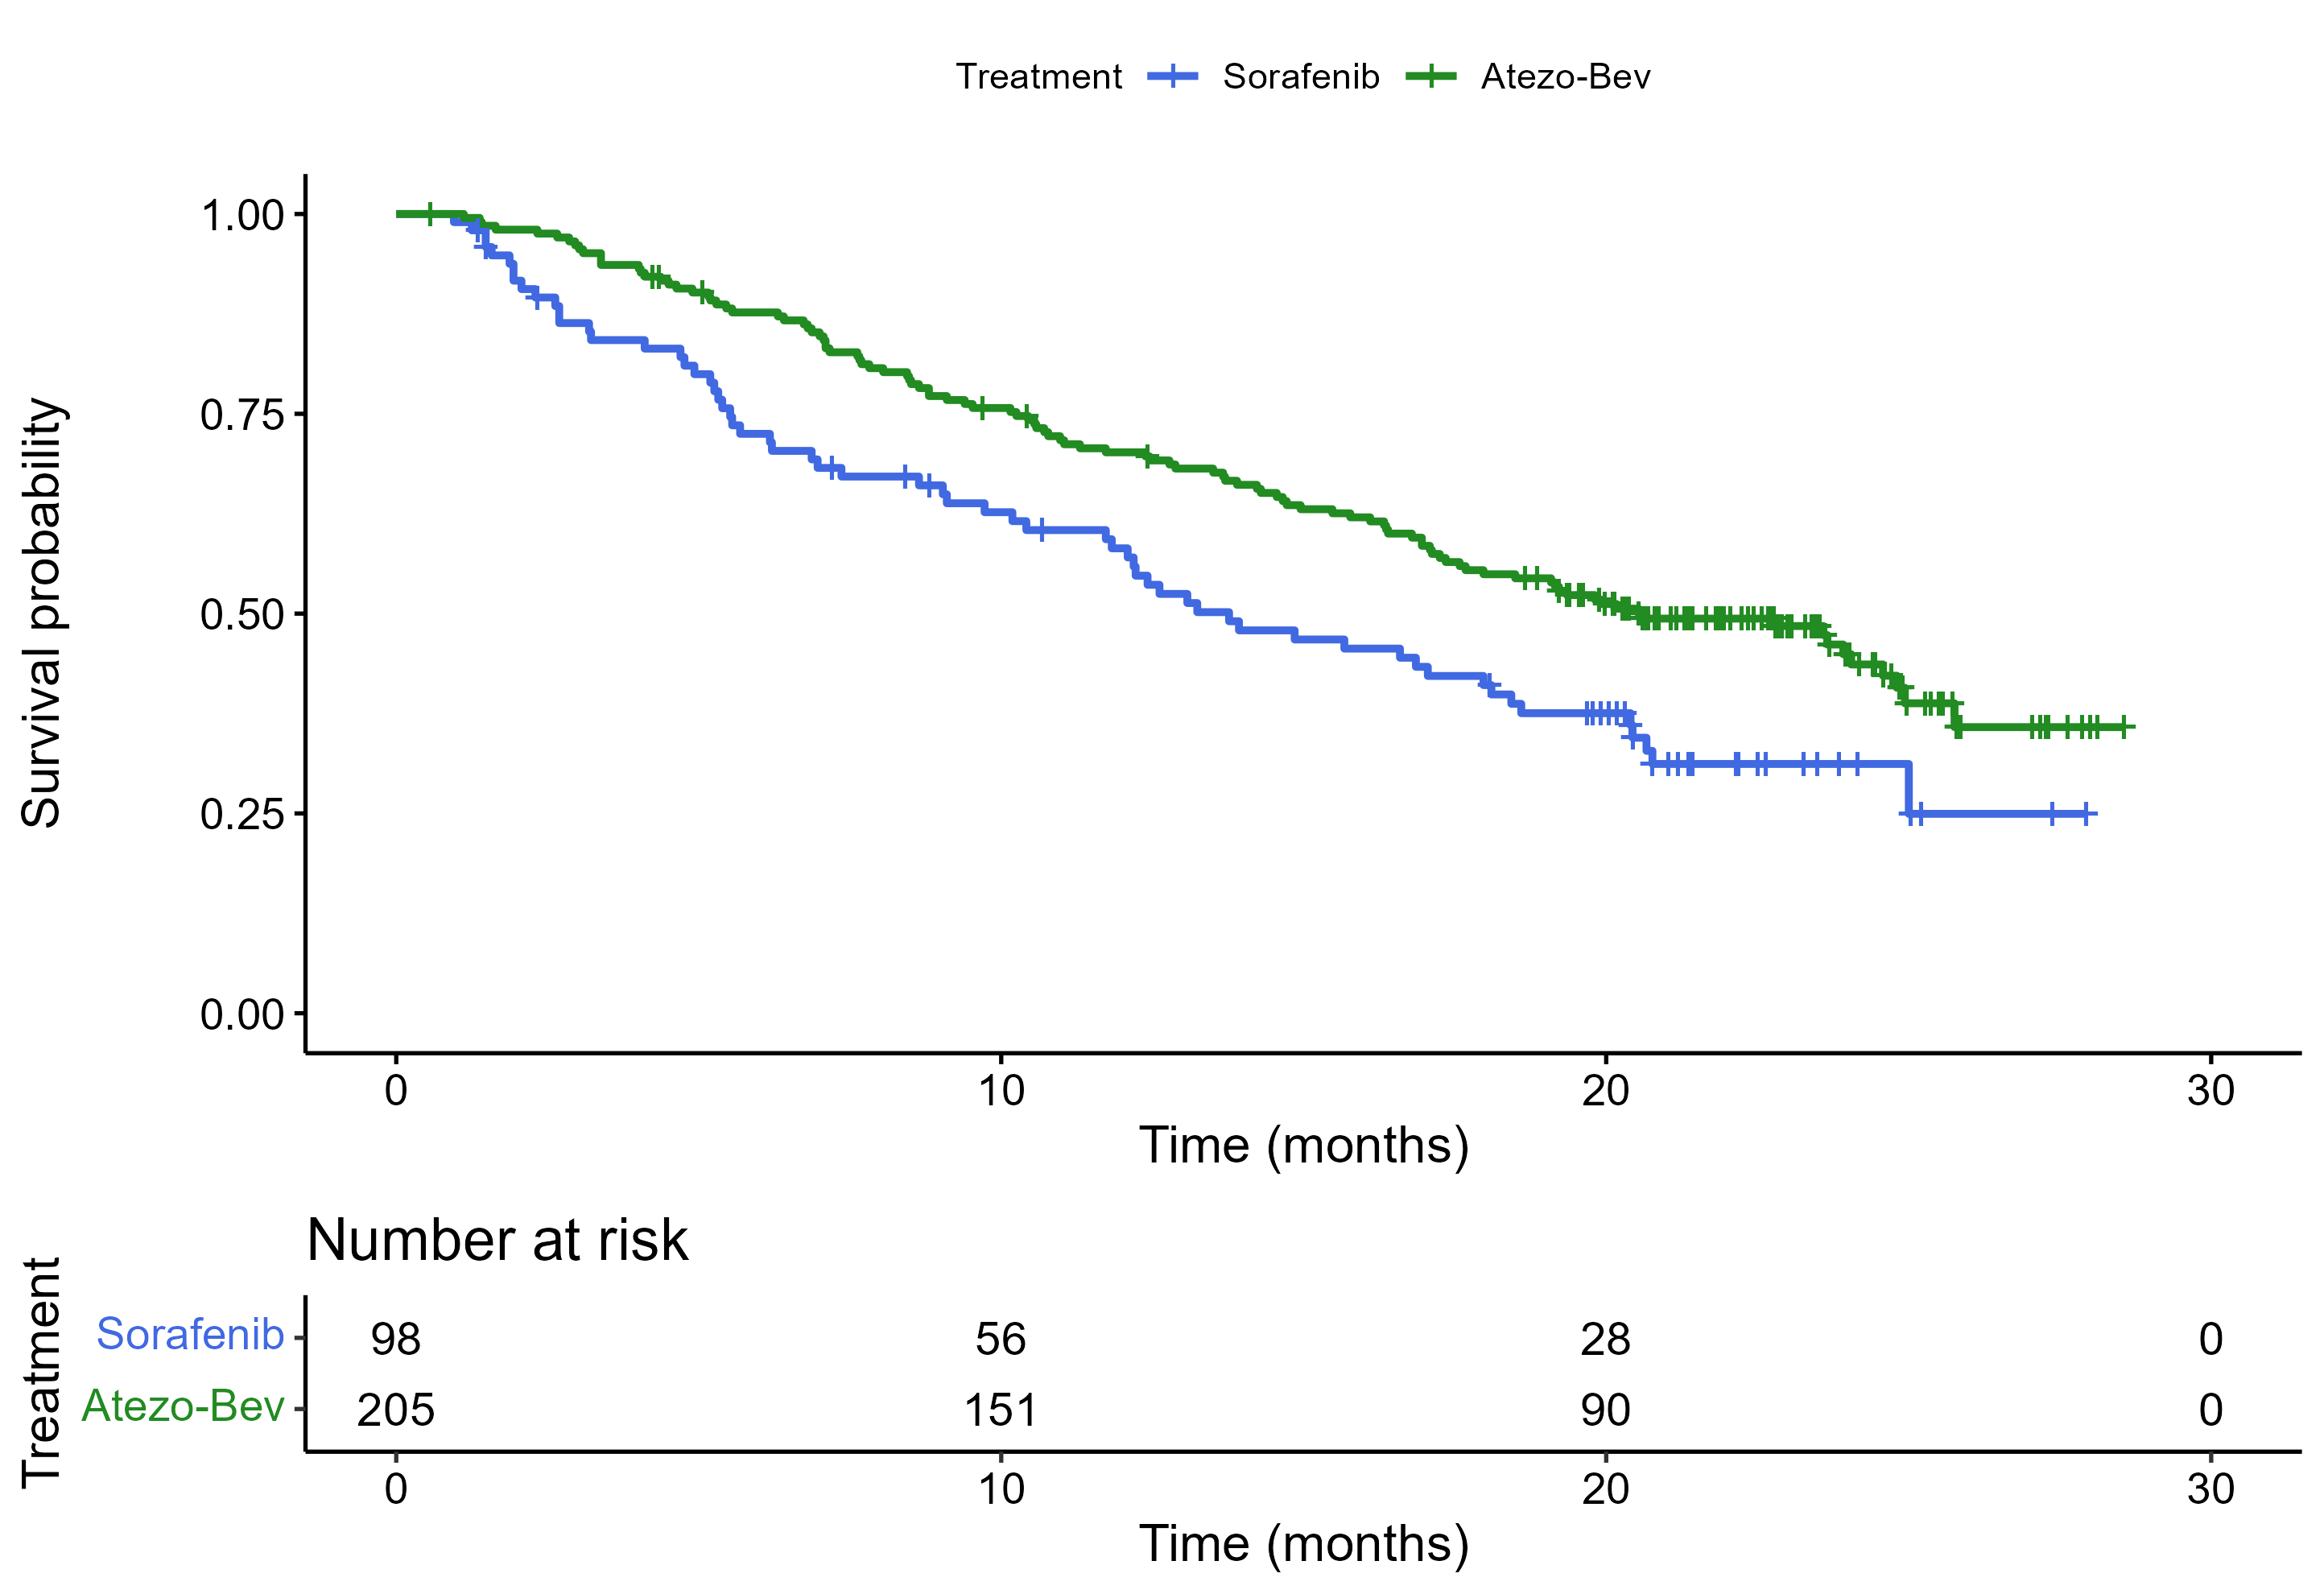 Treatment Sorafenib Atezo-Bev
Survival probability
1.00
0.75
0.50
0.25
0.00
0 10 20 30
Time (months)
Number at risk
Treatment
Sorafenib 98 56 28 0
Atezo-Bev 205 151 90 0
0 10 20 30
Time (months)